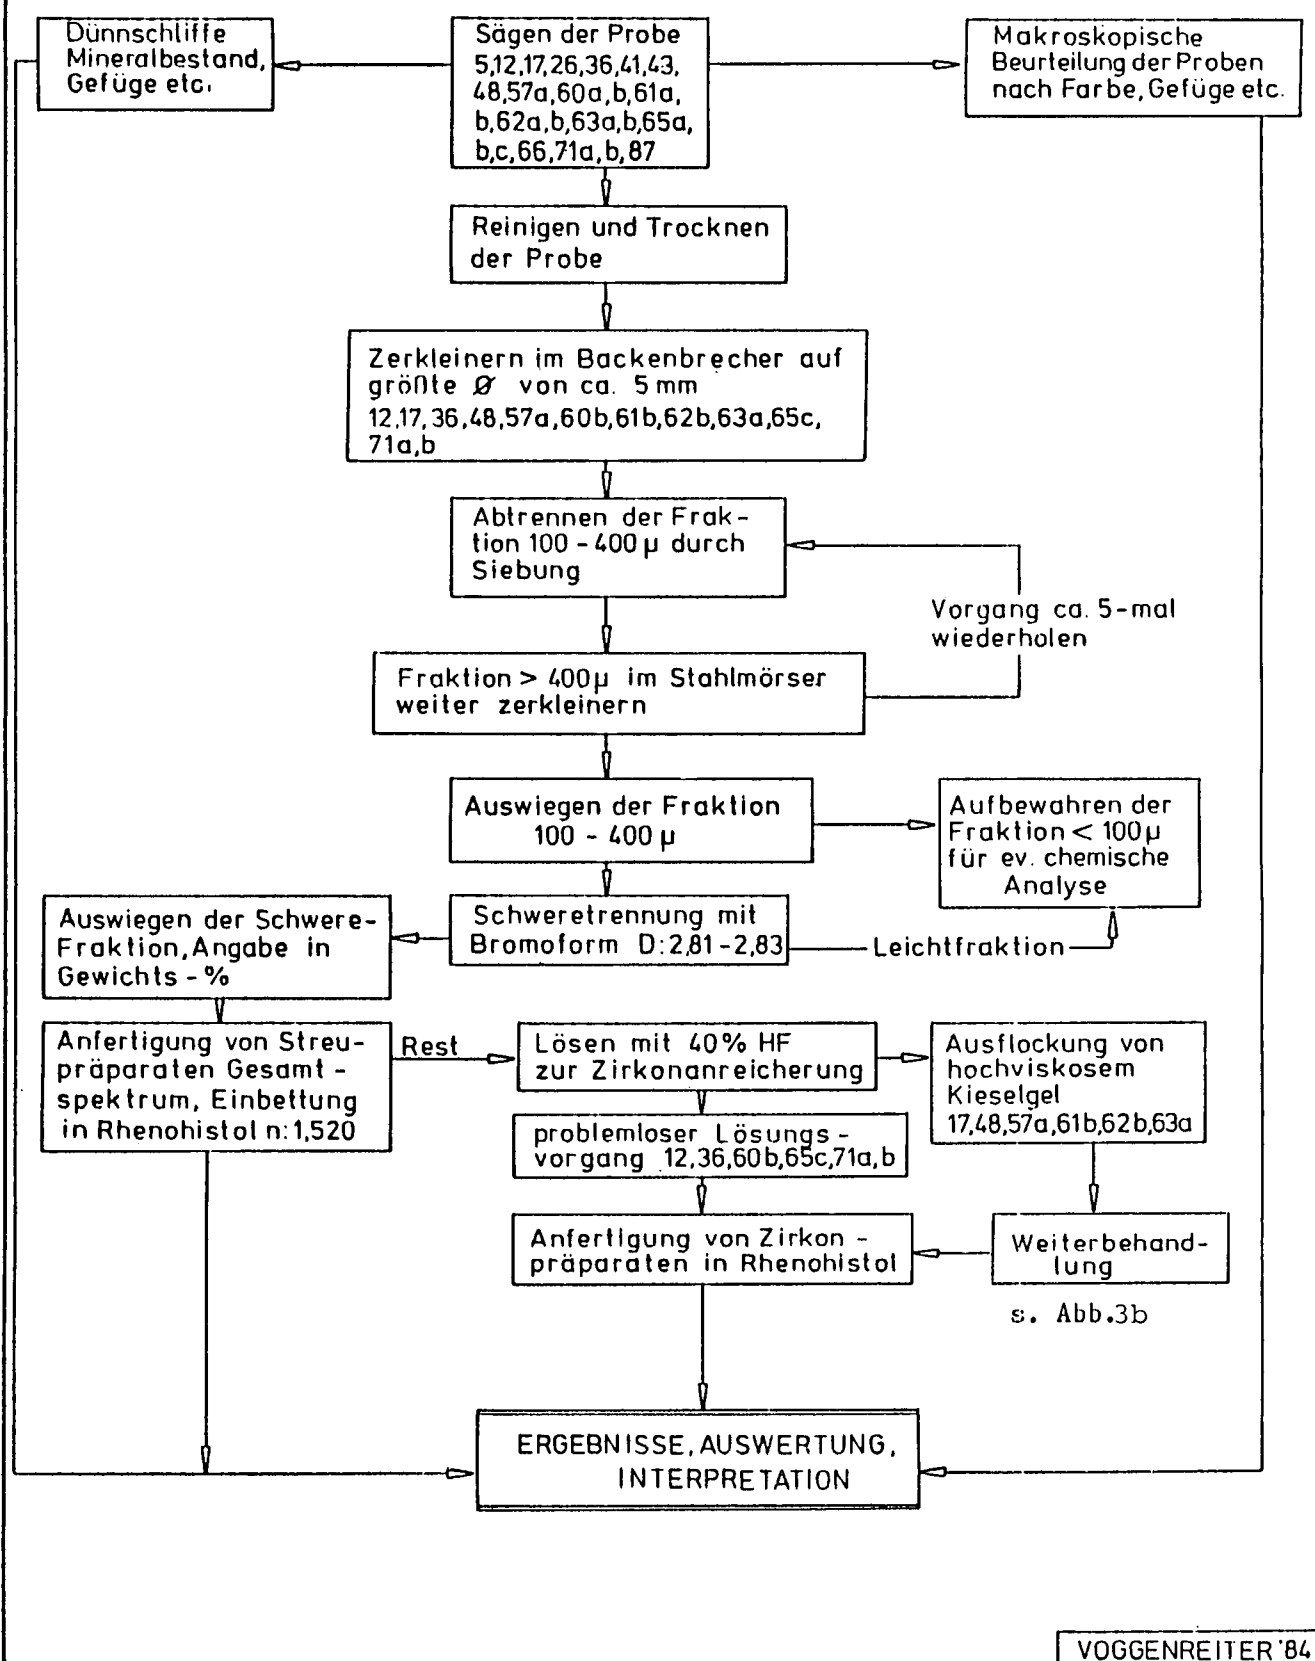 Dünnschliffe
Mineralbestand,
Gefüge etc.
Sägen der Probe
5,12,17,26,36,41,43,
48,57a,60a,b,61a,
b,62a,b,63a,b,65a,
b,c,66,71a,b,87
Makroskopische
Beurteilung der Proben
nach Farbe, Gefüge etc.
Reinigen und Trocknen
der Probe
Zerkleinern im Backenbrecher auf
größte Ø von ca. 5mm
12,17,36,48,57a,60b,61b,62b,63a,65c,
71a,b
Abtrennen der Frak-
tion 100-400µ durch
Siebung
Vorgang ca. 5-mal
wiederholen
Fraktion > 400µ im Stahlmörser
weiter zerkleinern
Auswiegen der Fraktion
100 - 400 µ
Aufbewahren der
Fraktion < 100µ
für ev. chemische
Analyse
Auswiegen der Schwere-
Fraktion, Angabe in
Gewichts-%
Schweretrennung mit
Bromoform D:2,81-2,83
Leichtfraktion
Anfertigung von Streu-
präparaten Gesamt-
spektrum, Einbettung
in Rhenohistol n:1,520
Rest
Lösen mit 40% HF
zur Zirkonanreicherung
Ausflockung von
hochviskosem
Kieselgel
17,48,57a,61b,62b,63a
problemloser Lösungs-
vorgang 12,36,60b,65c,71a,b
Anfertigung von Zirkon-
präparaten in Rhenohistol
Weiterbehand-
lung
s. Abb.3b
ERGEBNISSE, AUSWERTUNG,
INTERPRETATION
VOGGENREITER '84